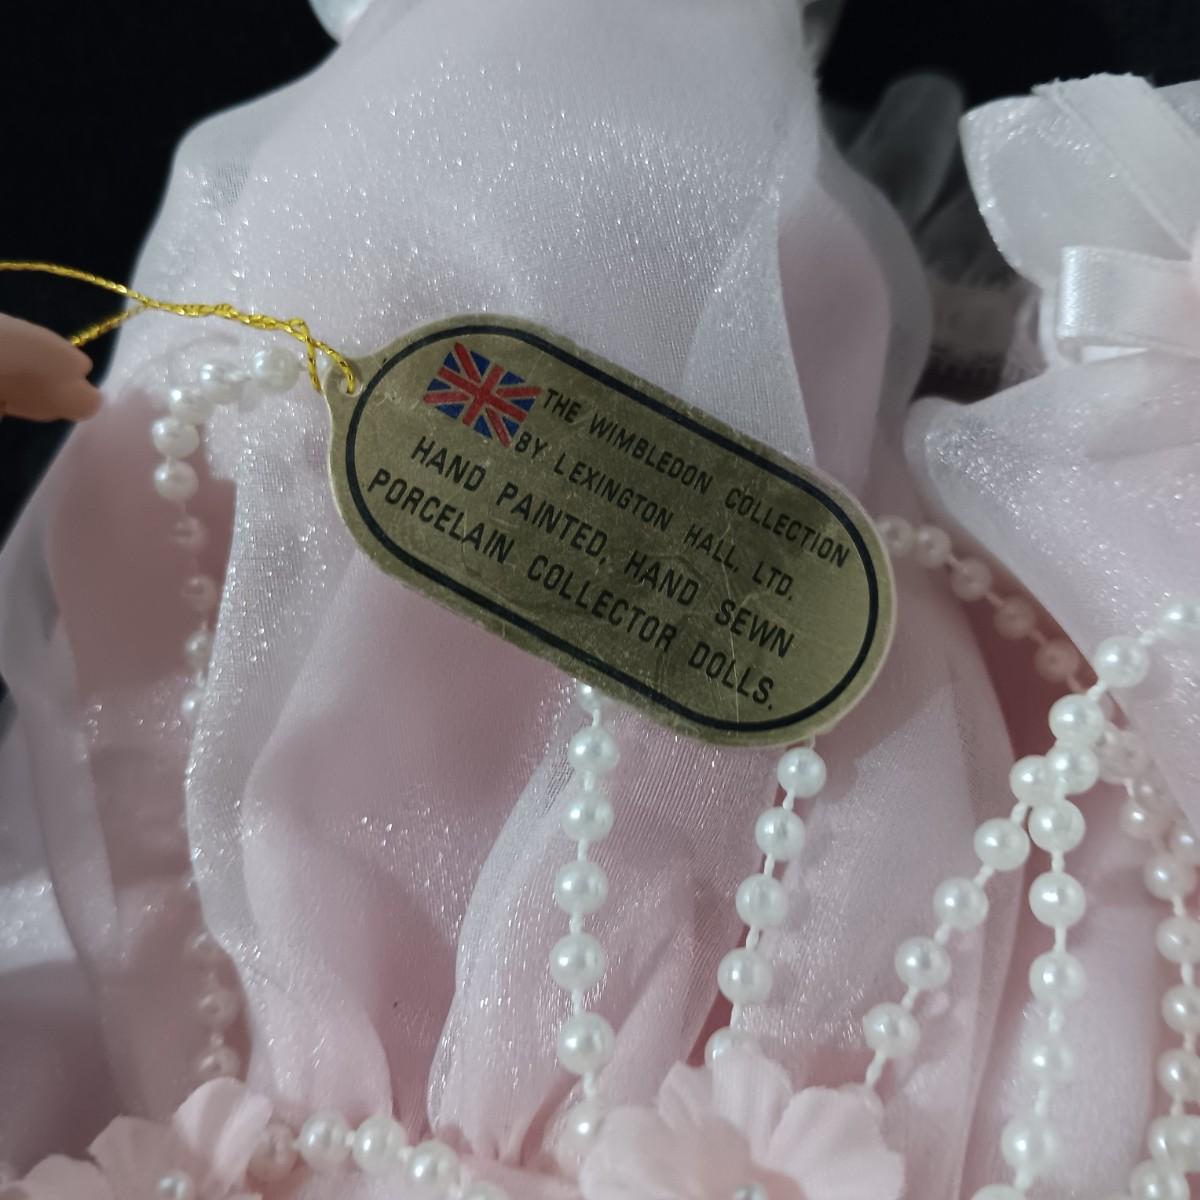 THE WIMBLEDON COLLECTION
BY LEXINGTON HALL, LTD.
HAND PAINTED, HAND SEWN
PORCELAIN COLLECTOR DOLLS.